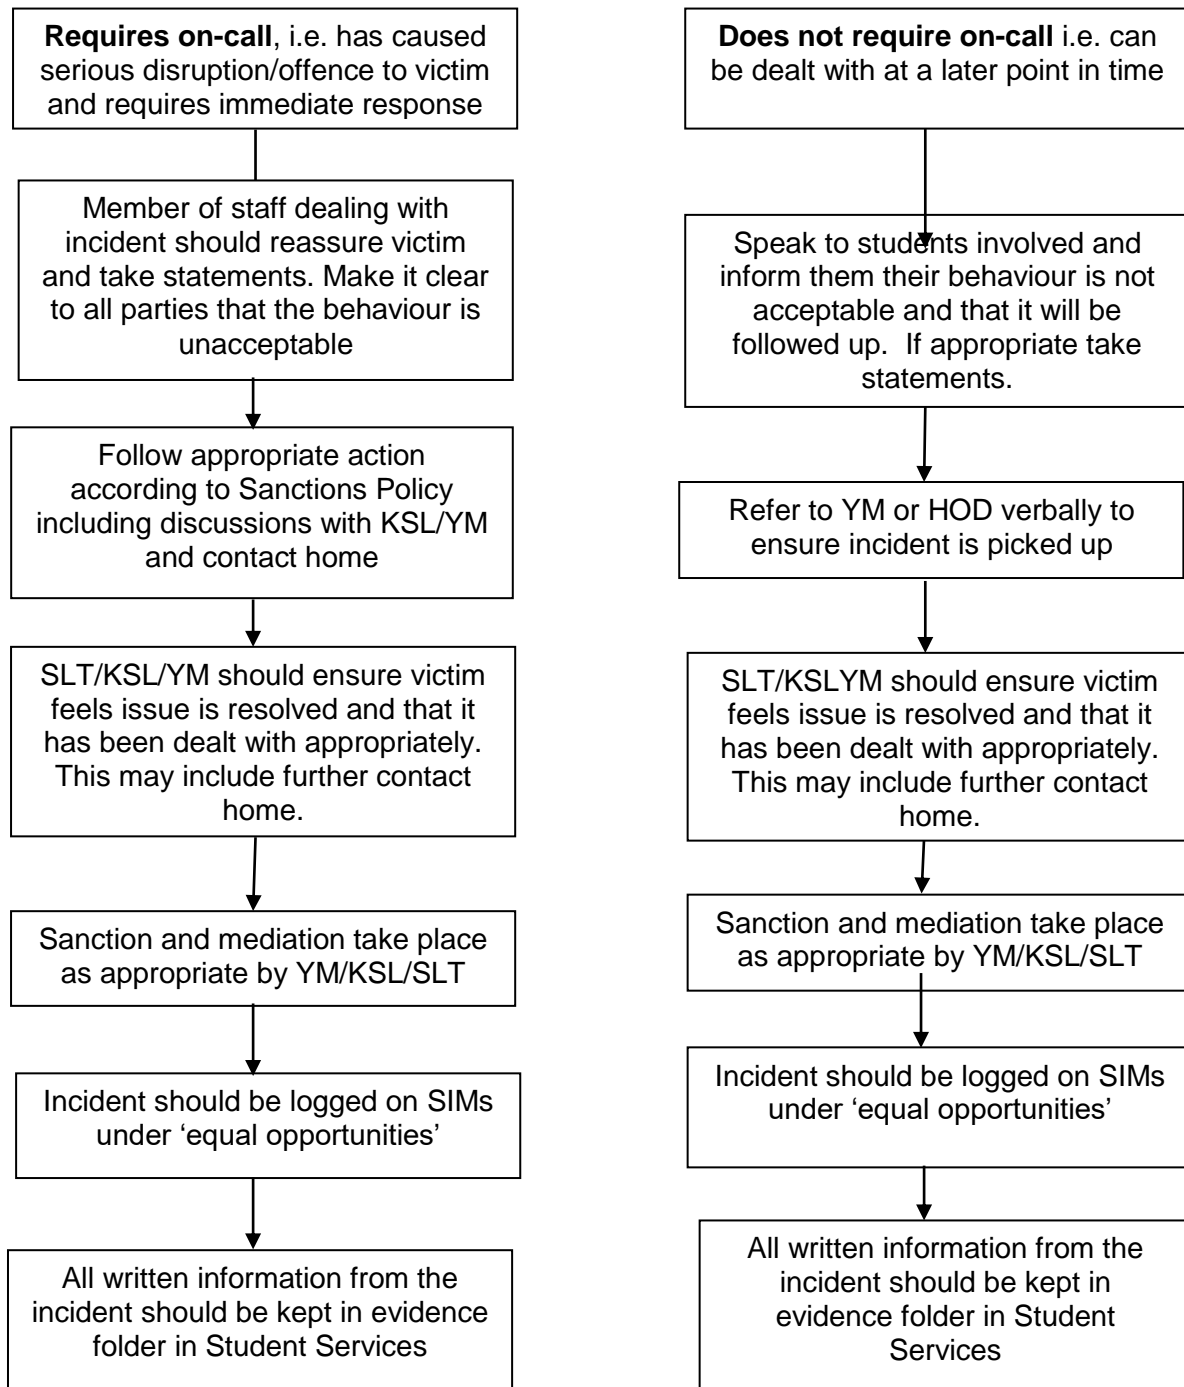 Requires on-call, i.e. has caused
serious disruption/offence to victim
and requires immediate response
Member of staff dealing with
incident should reassure victim
and take statements. Make it clear
to all parties that the behaviour is
unacceptable
Follow appropriate action
according to Sanctions Policy
including discussions with KSL/YM
and contact home
SLT/KSL/YM should ensure victim
feels issue is resolved and that it
has been dealt with appropriately.
This may include further contact
home.
Sanction and mediation take place
as appropriate by YM/KSL/SLT
Incident should be logged on SIMs
under ‘equal opportunities’
All written information from the
incident should be kept in evidence
folder in Student Services
Does not require on-call i.e. can
be dealt with at a later point in time
Speak to students involved and
inform them their behaviour is not
acceptable and that it will be
followed up.  If appropriate take
statements.
Refer to YM or HOD verbally to
ensure incident is picked up
SLT/KSLYM should ensure victim
feels issue is resolved and that it
has been dealt with appropriately.
This may include further contact
home.
Sanction and mediation take place
as appropriate by YM/KSL/SLT
Incident should be logged on SIMs
under ‘equal opportunities’
All written information from the
incident should be kept in
evidence folder in Student
Services